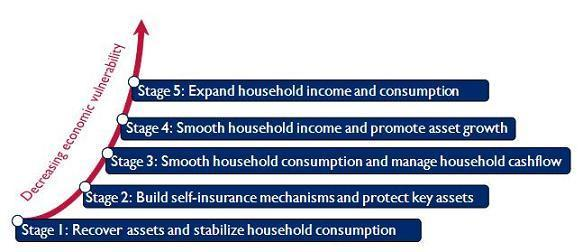 Decreasing economic vulnerability
Stage 5: Expand household income and consumption
Stage 4: Smooth household income and promote asset growth
Stage 3: Smooth household consumption and manage household cashflow
Stage 2: Build self-insurance mechanisms and protect key assets
Stage 1: Recover assets and stabilize household consumption